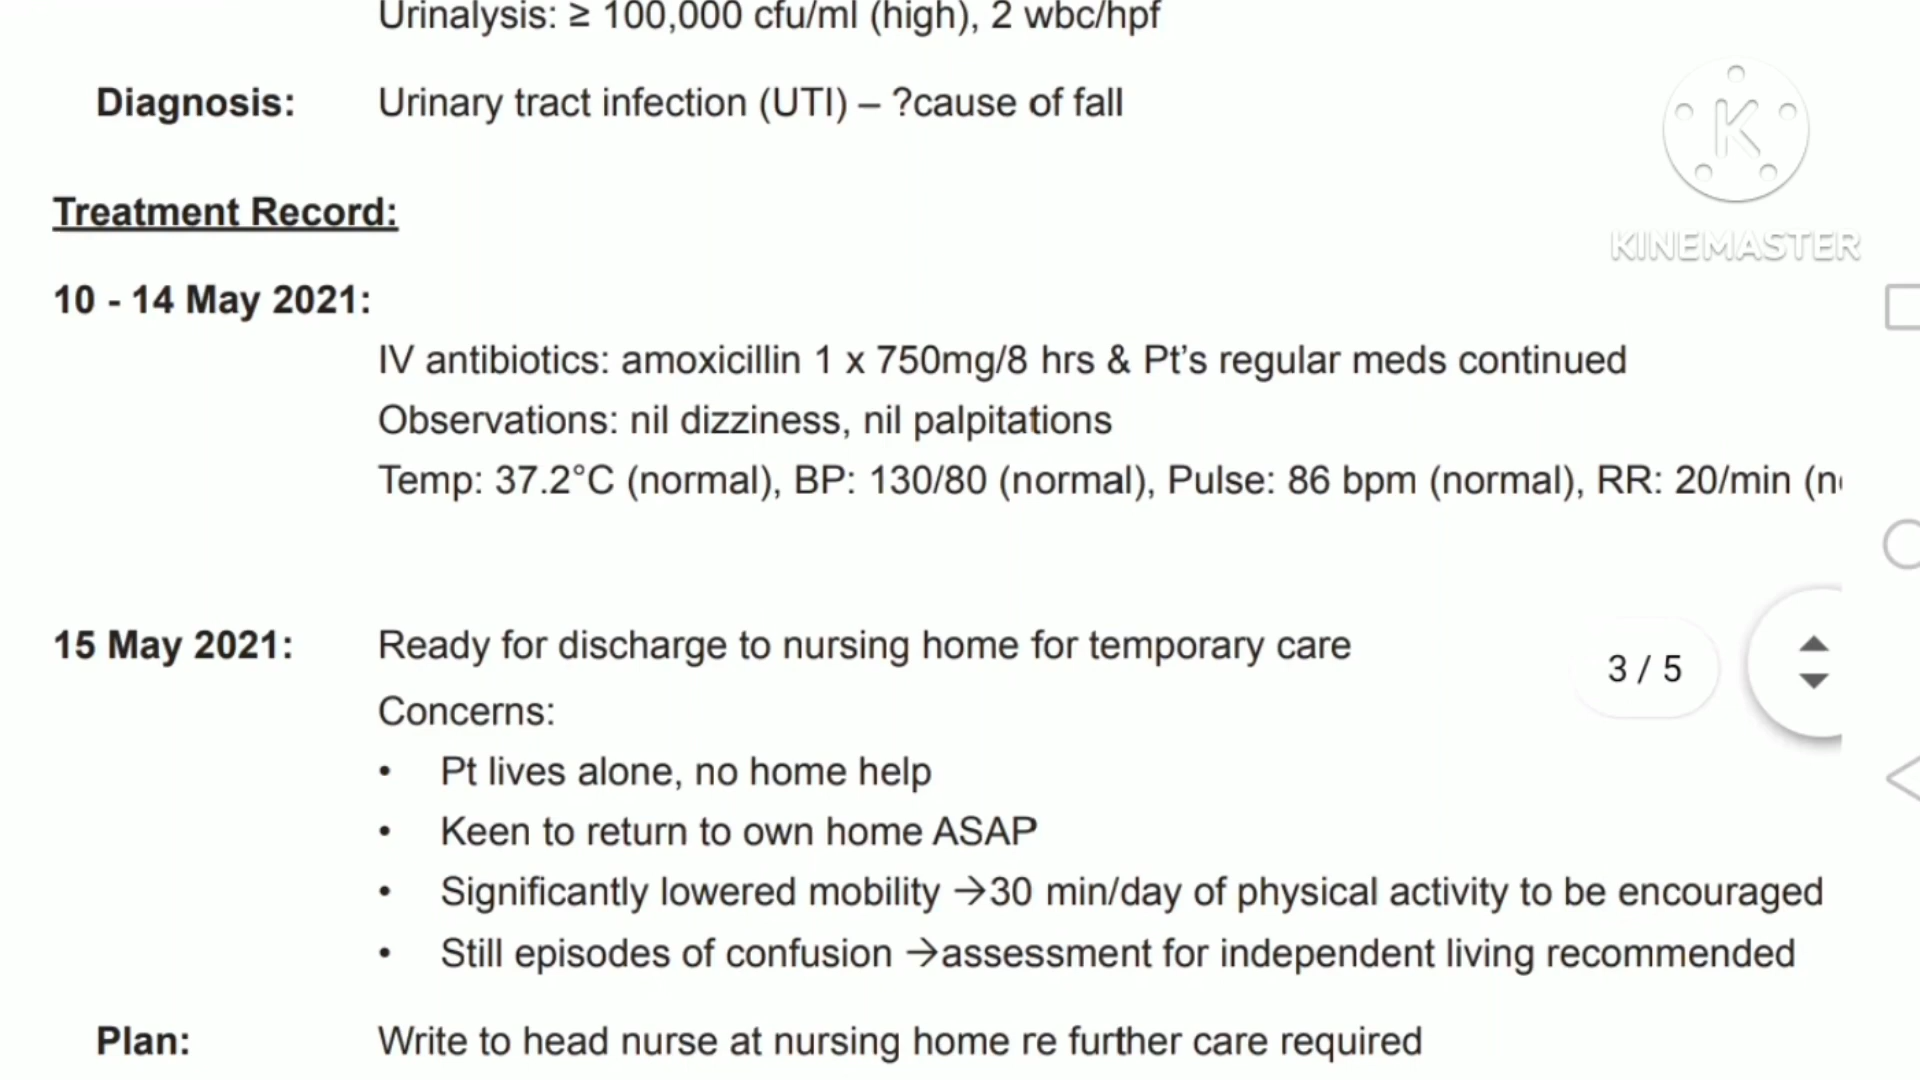 Urinalysis: ≥ 100,000 cfu/ml (high), 2 wbc/hpf
Diagnosis: Urinary tract infection (UTI) – ?cause of fall
K
KINEMASTER
Treatment Record:
10 - 14 May 2021:
IV antibiotics: amoxicillin 1 x 750mg/8 hrs & Pt's regular meds continued
Observations: nil dizziness, nil palpitations
Temp: 37.2°C (normal), BP: 130/80 (normal), Pulse: 86 bpm (normal), RR: 20/min
15 May 2021: Ready for discharge to nursing home for temporary care
3 / 5
Concerns:
• Pt lives alone, no home help
• Keen to return to own home ASAP
• Significantly lowered mobility →30 min/day of physical activity to be encouraged
• Still episodes of confusion →assessment for independent living recommended
Plan: Write to head nurse at nursing home re further care required